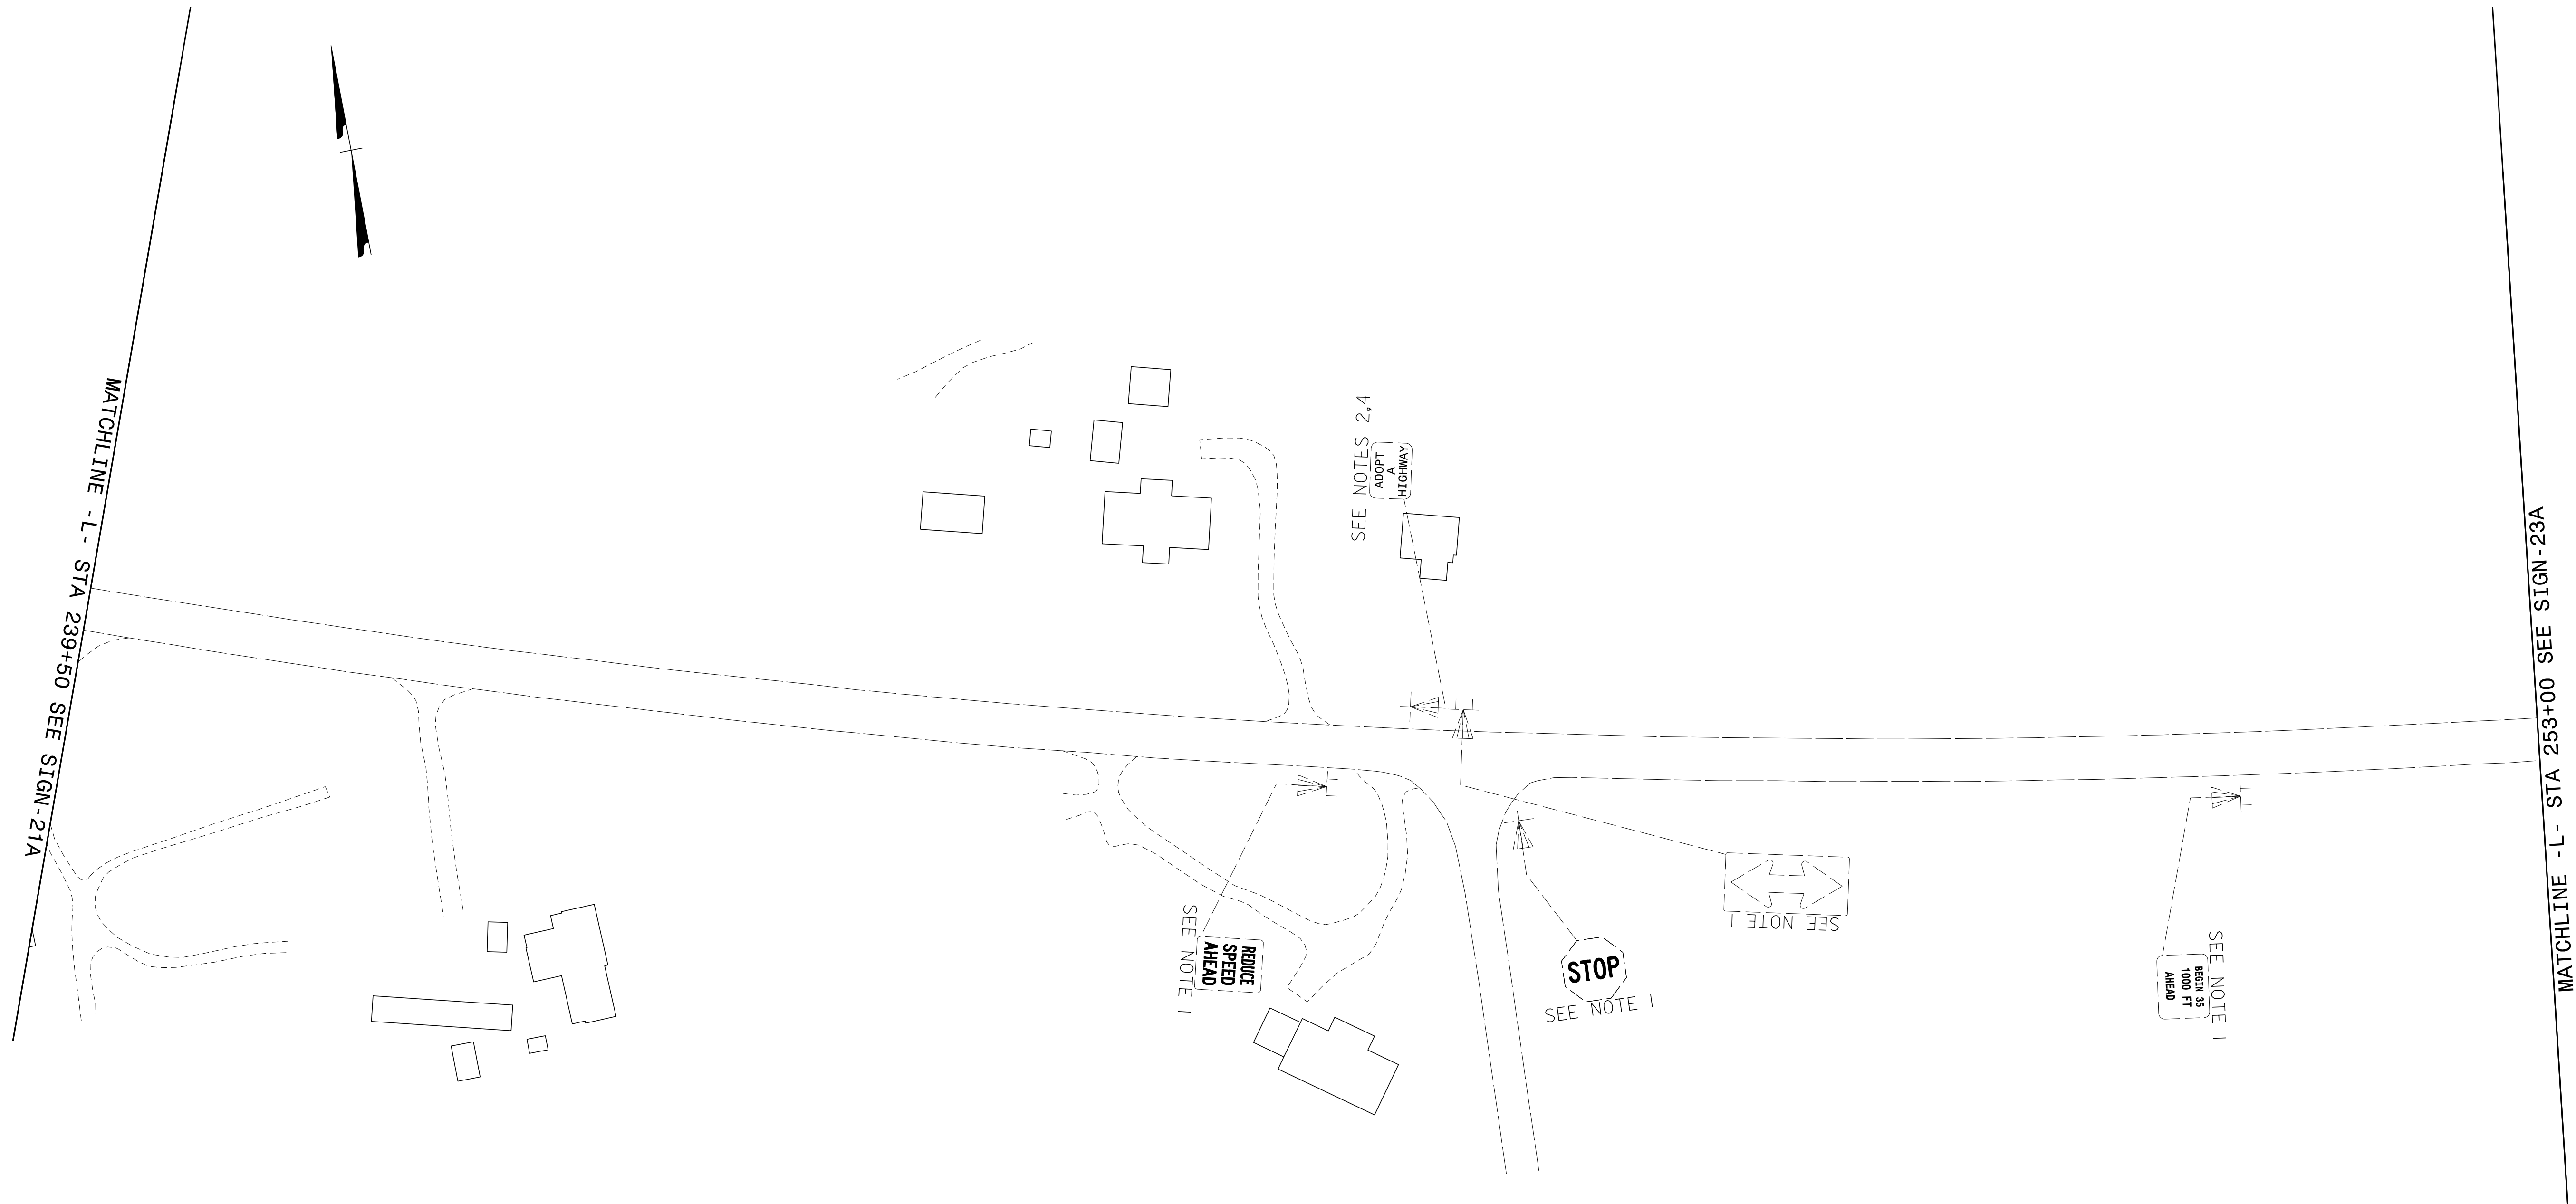 MATCHLINE -L- STA 239+50 SEE SIGN-21A
SEE NOTES 2,4
ADOPT
A
HIGHWAY
SEE NOTE 1
REDUCE
SPEED
AHEAD
STOP
SEE NOTE 1
SEE NOTE 1
BEGIN 35
1000 FT
AHEAD
SEE NOTE 1
MATCHLINE -L- STA 253+00 SEE SIGN-23A